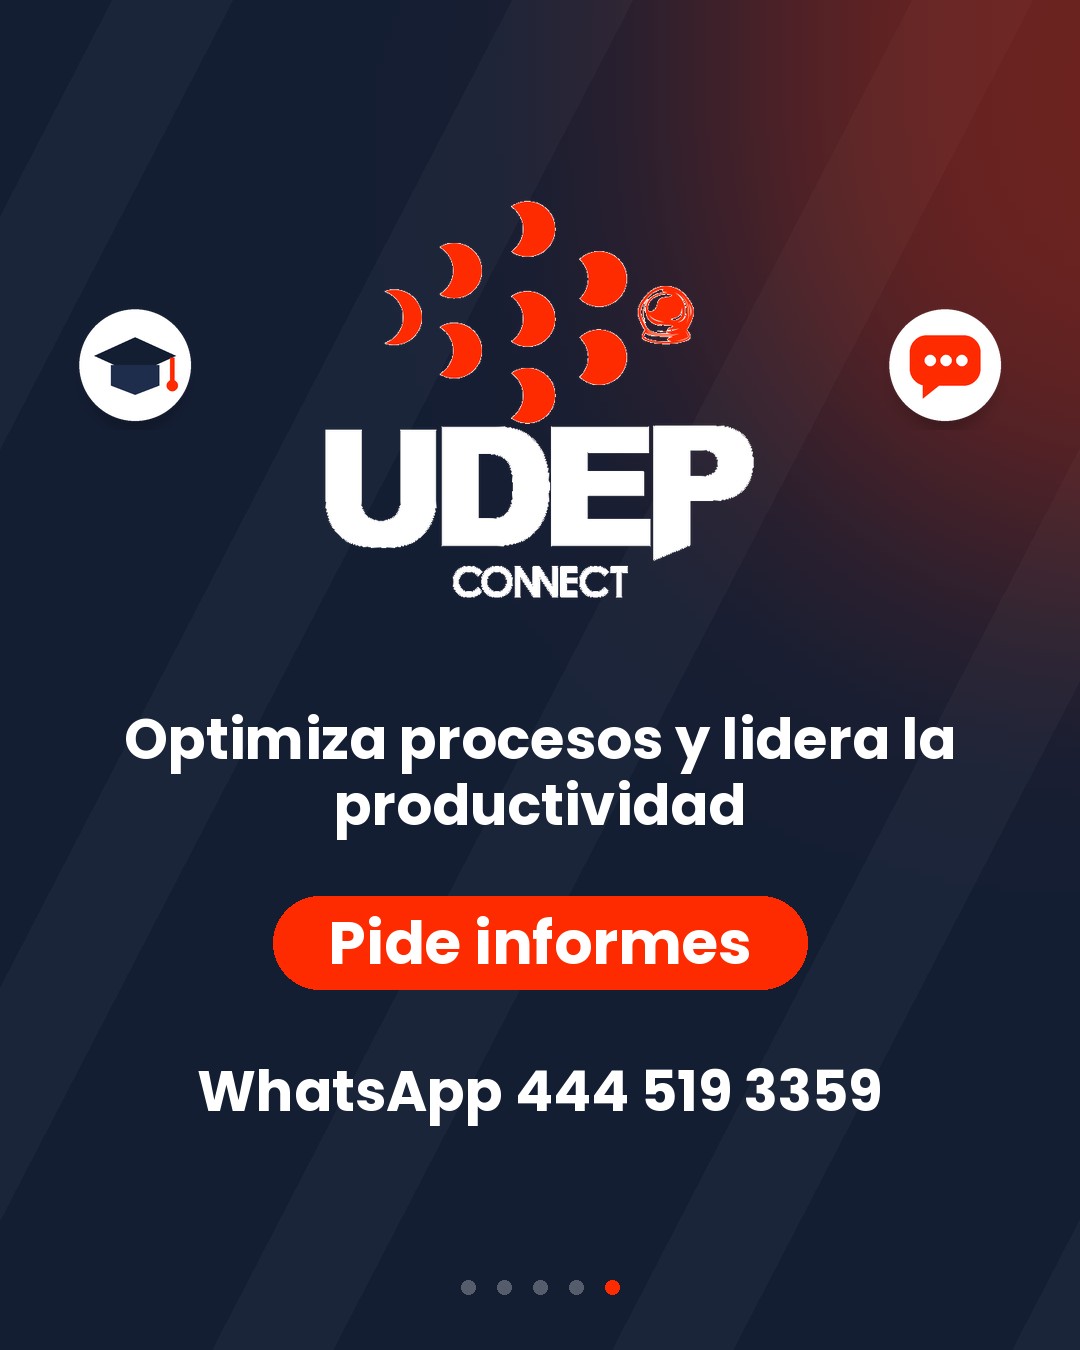 UDEP
CONNECT
Optimiza procesos y lidera la
productividad
Pide informes
WhatsApp 444 519 3359